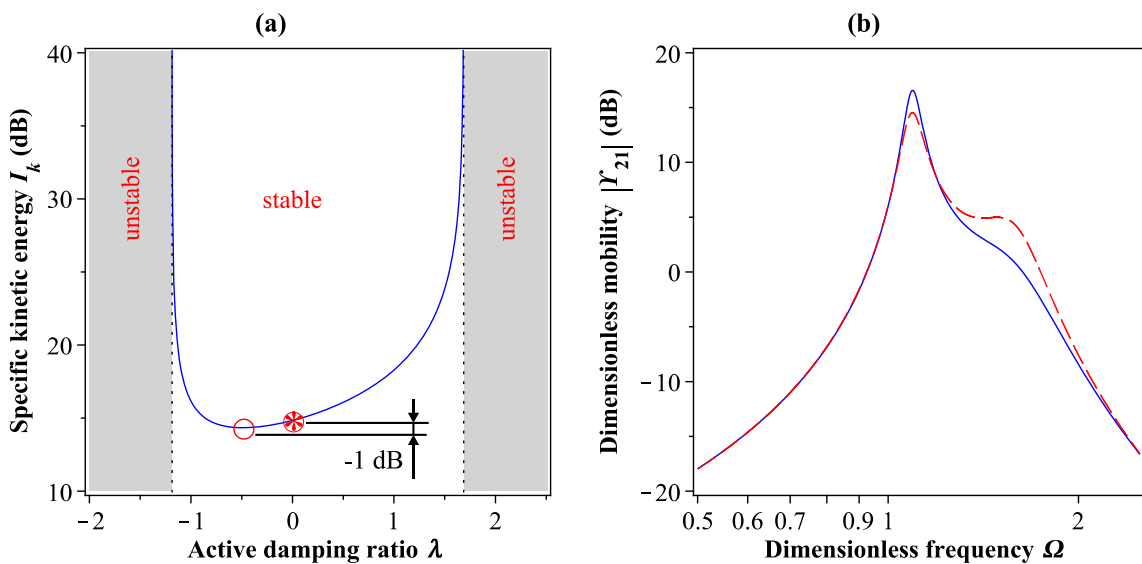 (a)
Specific kinetic energy I_k (dB)
40
30
20
10
unstable
stable
unstable
-1 dB
−2 −1 0 1 2
Active damping ratio λ
(b)
Dimensionless mobility |Y_21| (dB)
20
10
0
−10
−20
0.5 0.6 0.7 0.9 1 2
Dimensionless frequency Ω